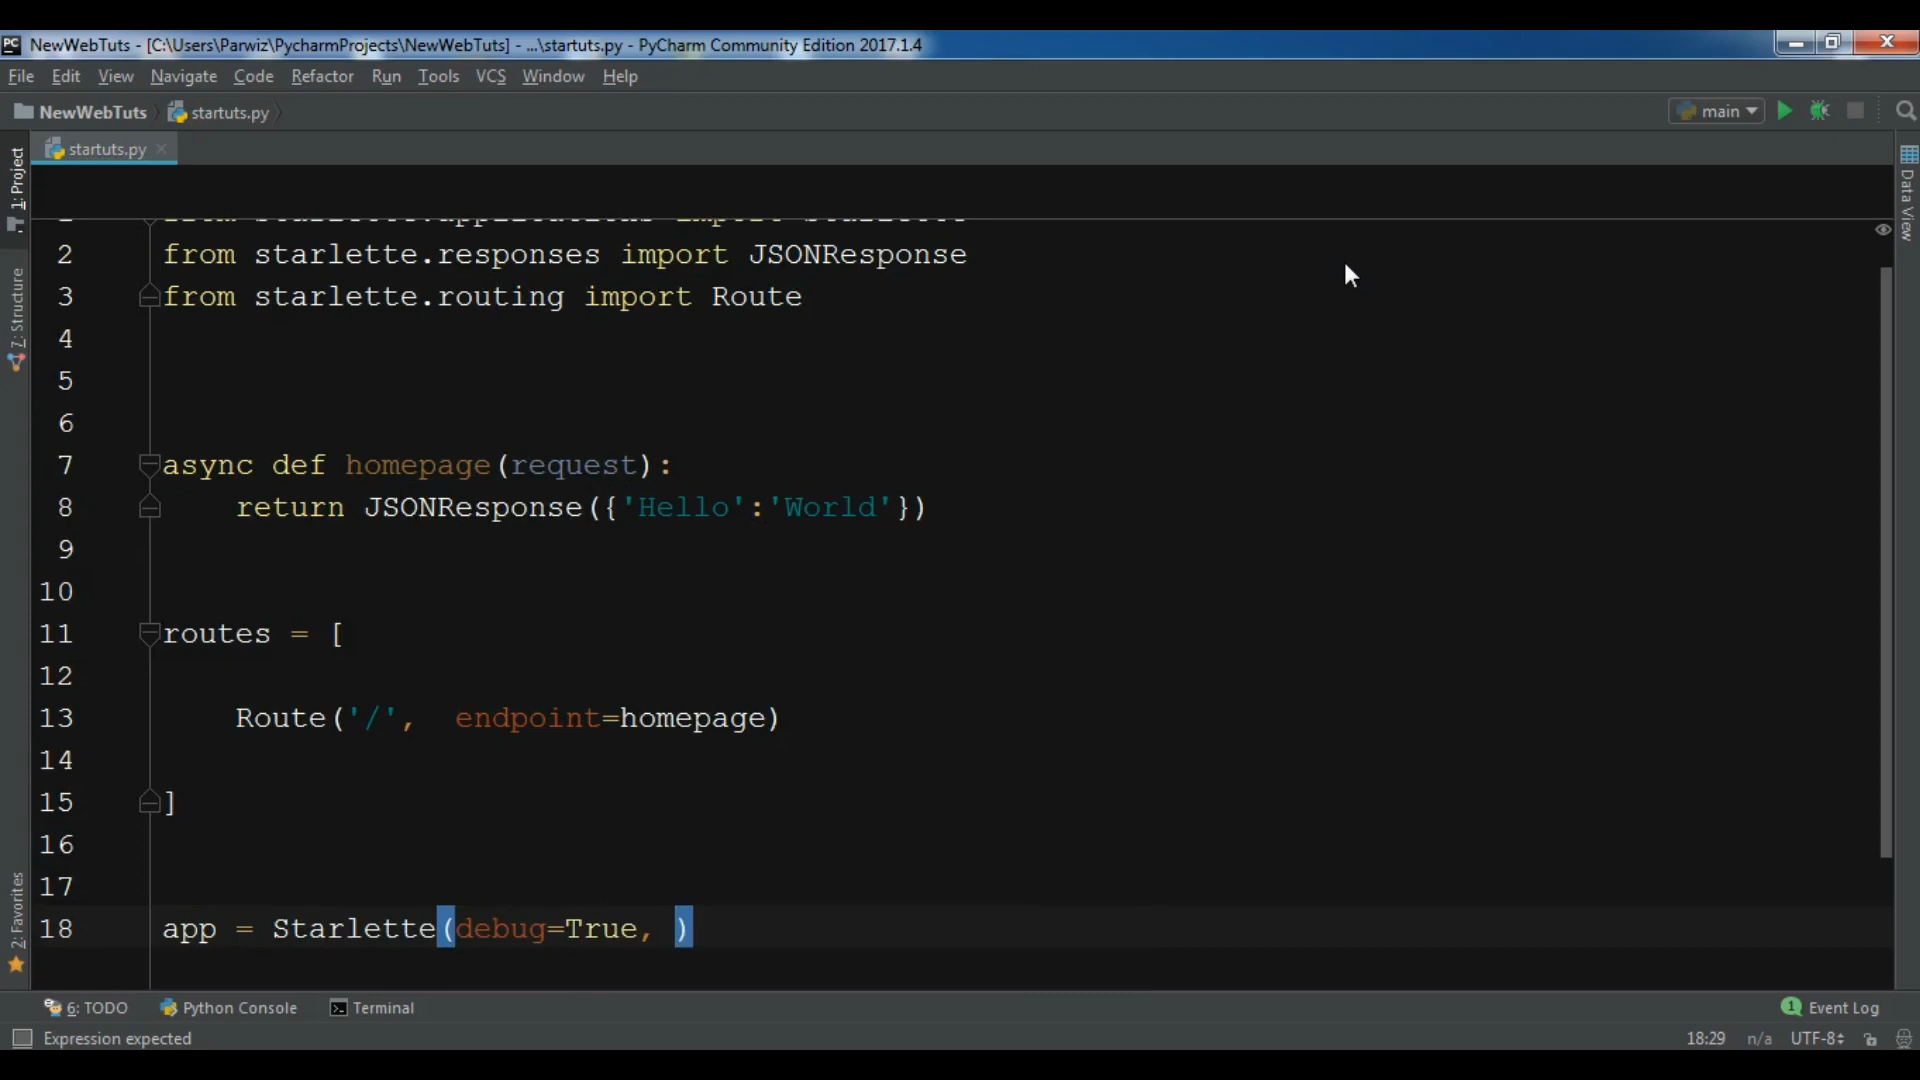 NewWebTuts - [C:\Users\Parwiz\PycharmProjects\NewWebTuts] - ...\startuts.py - PyCharm Community Edition 2017.1.4
File Edit View Navigate Code Refactor Run Tools VCS Window Help
NewWebTuts startuts.py main
startuts.py
1: Project
7: Structure
2: Favorites
Data View
2 from starlette.responses import JSONResponse
3 from starlette.routing import Route
4
5
6
7 async def homepage(request):
8 return JSONResponse({'Hello':'World'})
9
10
11 routes = [
12
13 Route('/', endpoint=homepage)
14
15 ]
16
17
18 app = Starlette(debug=True, )
6: TODO Python Console Terminal 1 Event Log
Expression expected 18:29 n/a UTF-8